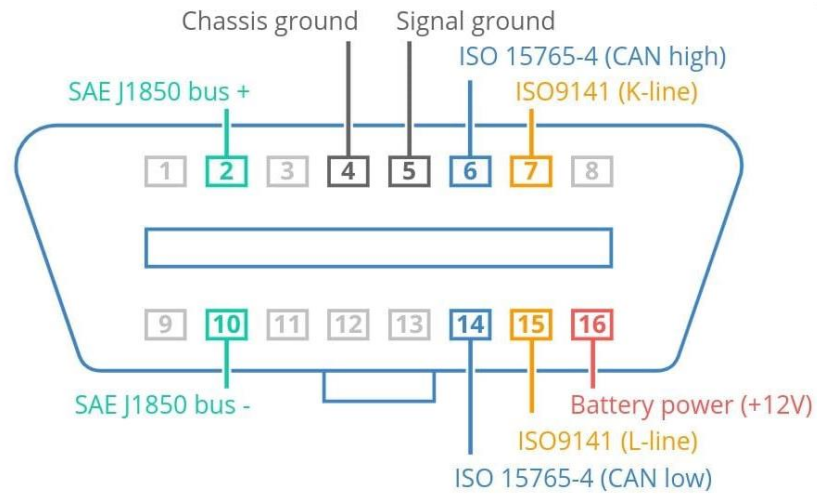 Chassis ground Signal ground
ISO 15765-4 (CAN high)
SAE J1850 bus + ISO9141 (K-line)
1 2 3 4 5 6 7 8
9 10 11 12 13 14 15 16
SAE J1850 bus - Battery power (+12V)
ISO9141 (L-line)
ISO 15765-4 (CAN low)